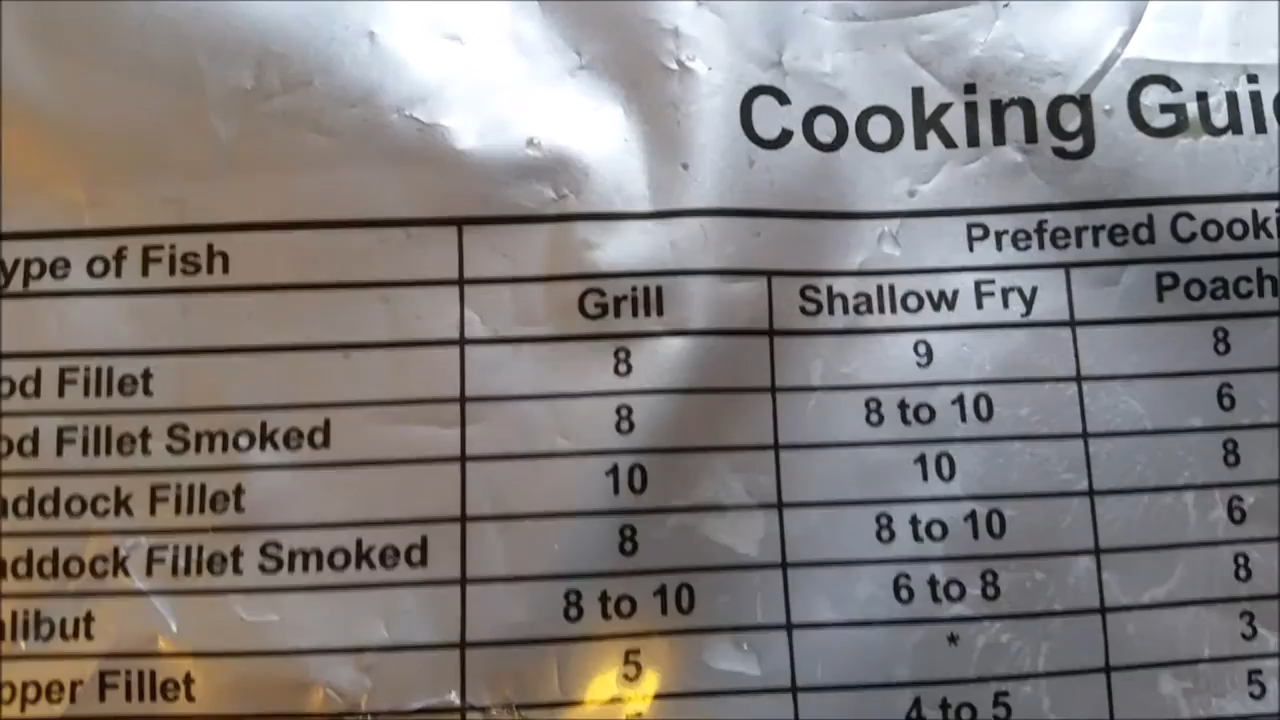 Cooking Gui
ype of Fish Preferred Cooki
Grill Shallow Fry Poach
od Fillet 8 9 8
od Fillet Smoked 8 8 to 10 6
addock Fillet 10 10 8
addock Fillet Smoked 8 8 to 10 6
alibut 8 to 10 6 to 8 8
pper Fillet 5 * 3
4 to 5 5